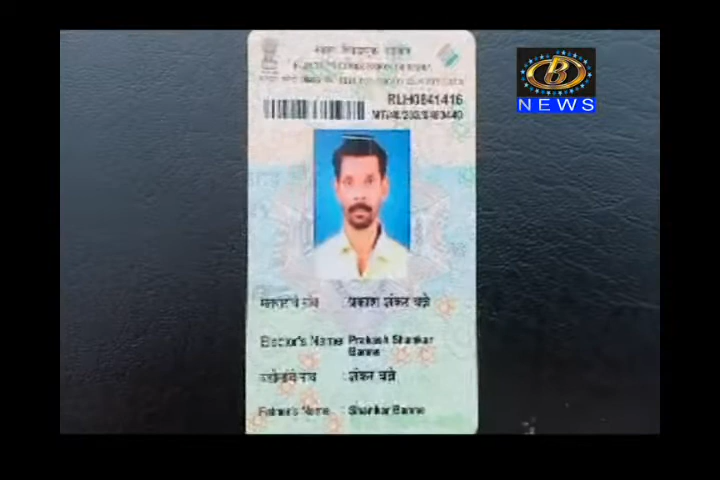 B
NEWS
RLH0841416
मतदाराचे नांव : प्रकाश शंकर बन्ने
Elector's Name : Prakash Shankar
Banne
वडीलांचे नाव : शंकर बन्ने
Father's Name : Shankar Banne